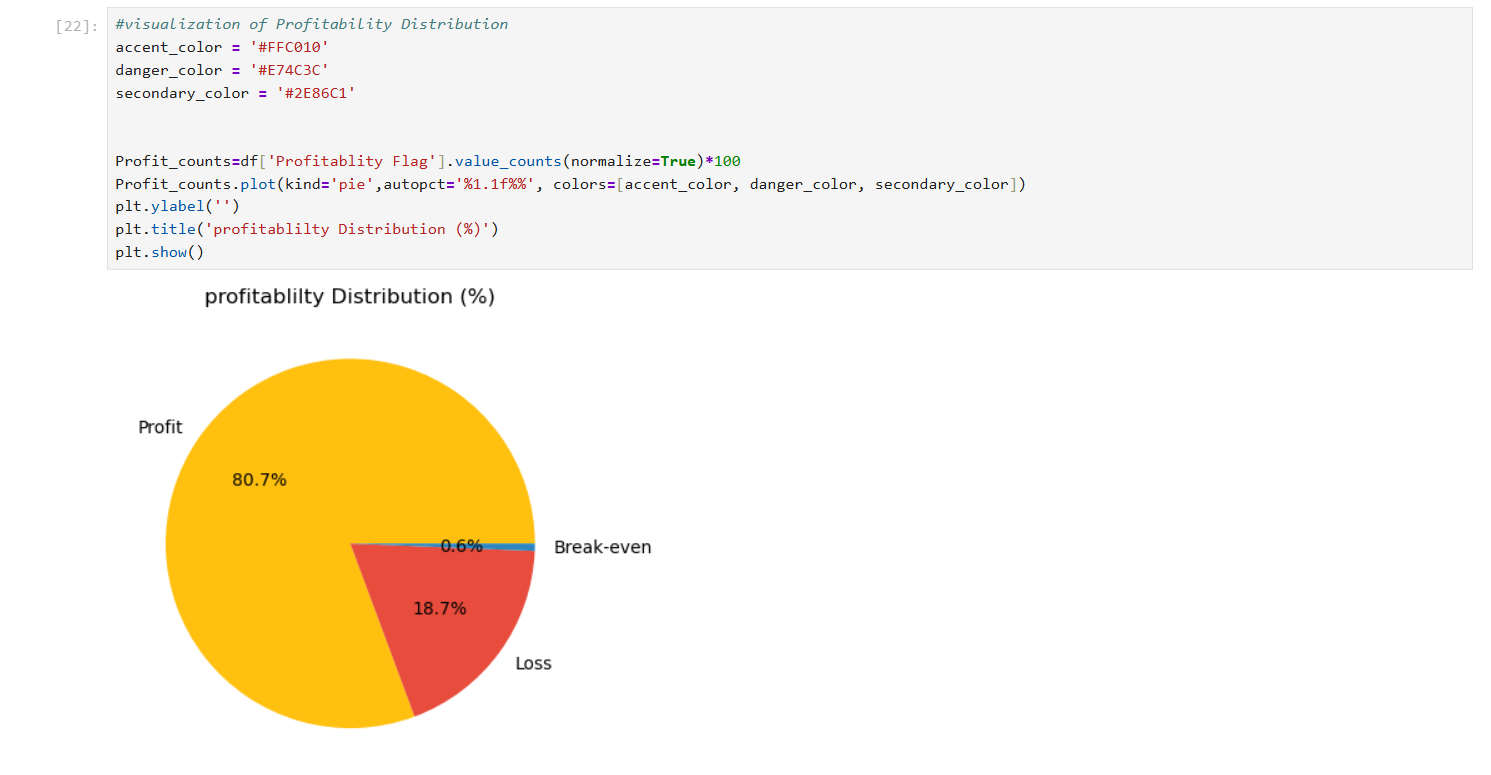 [22]:
#visualization of Profitability Distribution
accent_color = '#FFC010'
danger_color = '#E74C3C'
secondary_color = '#2E86C1'
Profit_counts=df['Profitablity Flag'].value_counts(normalize=True)*100
Profit_counts.plot(kind='pie',autopct='%1.1f%%', colors=[accent_color, danger_color, secondary_color])
plt.ylabel('')
plt.title('profitablilty Distribution (%)')
plt.show()
profitablilty Distribution (%)
Profit
80.7%
0.6%
Break-even
18.7%
Loss